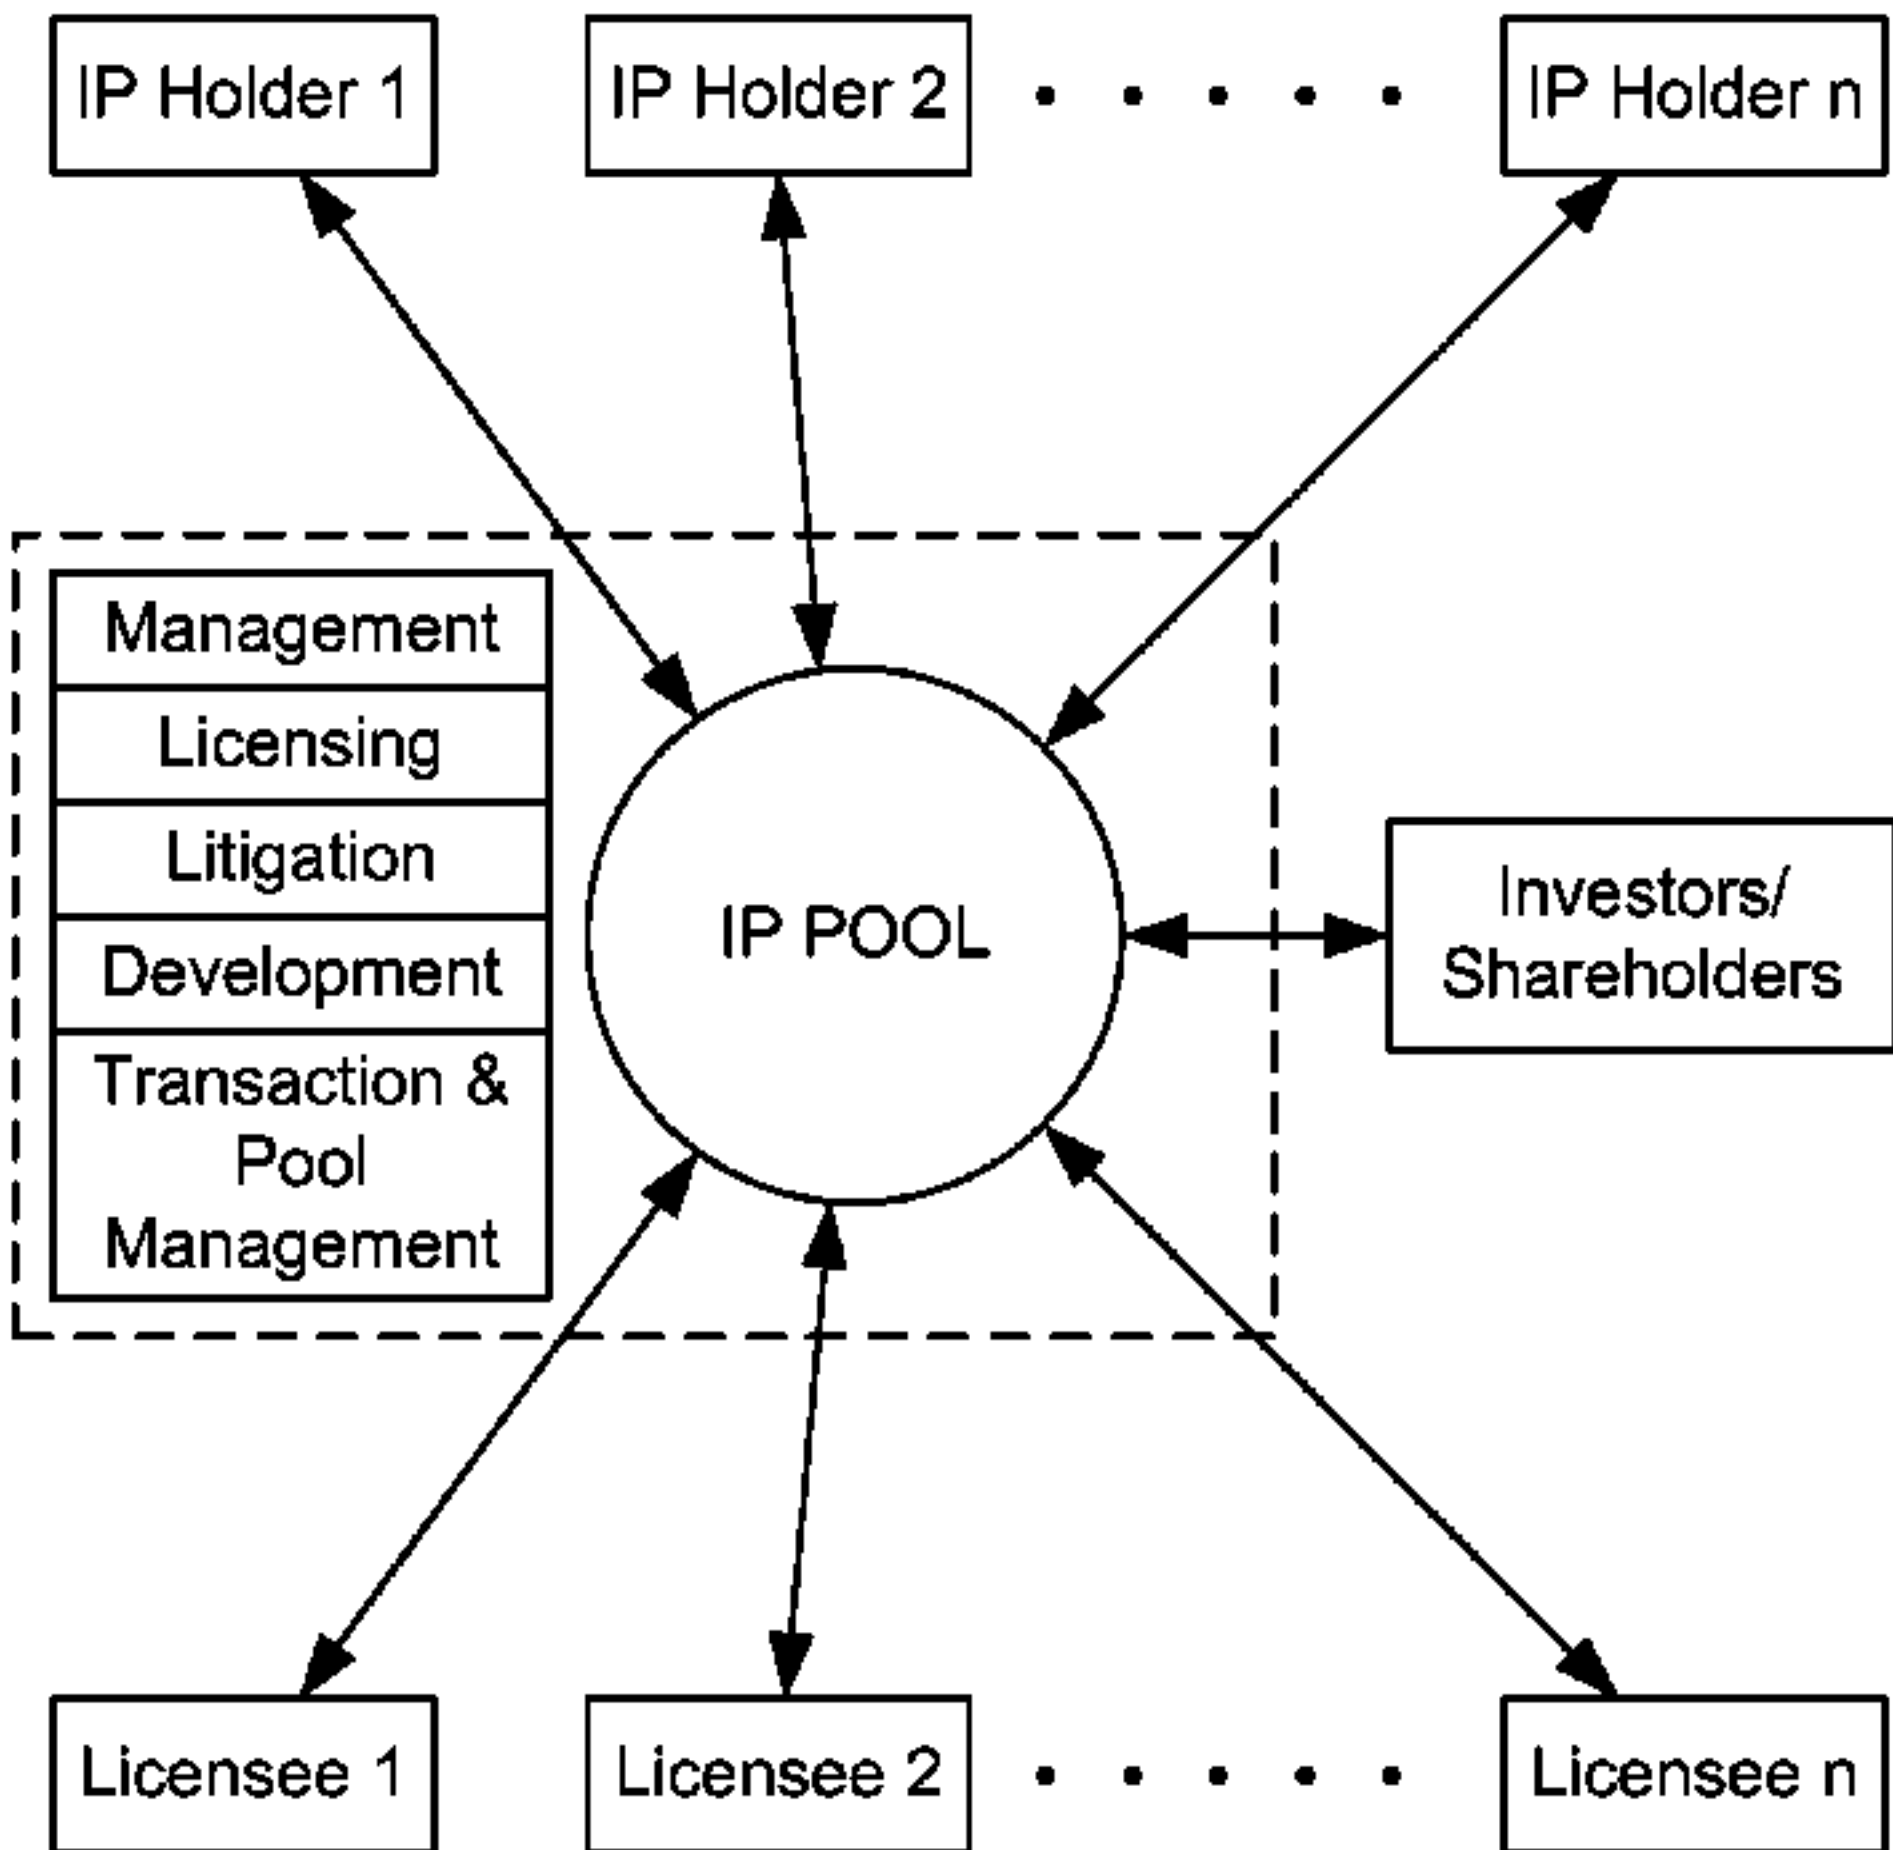 IP Holder 1
IP Holder 2
IP Holder n
Management
Licensing
Litigation
Development
Transaction &
Pool
Management
IP POOL
Investors/
Shareholders
Licensee 1
Licensee 2
Licensee n